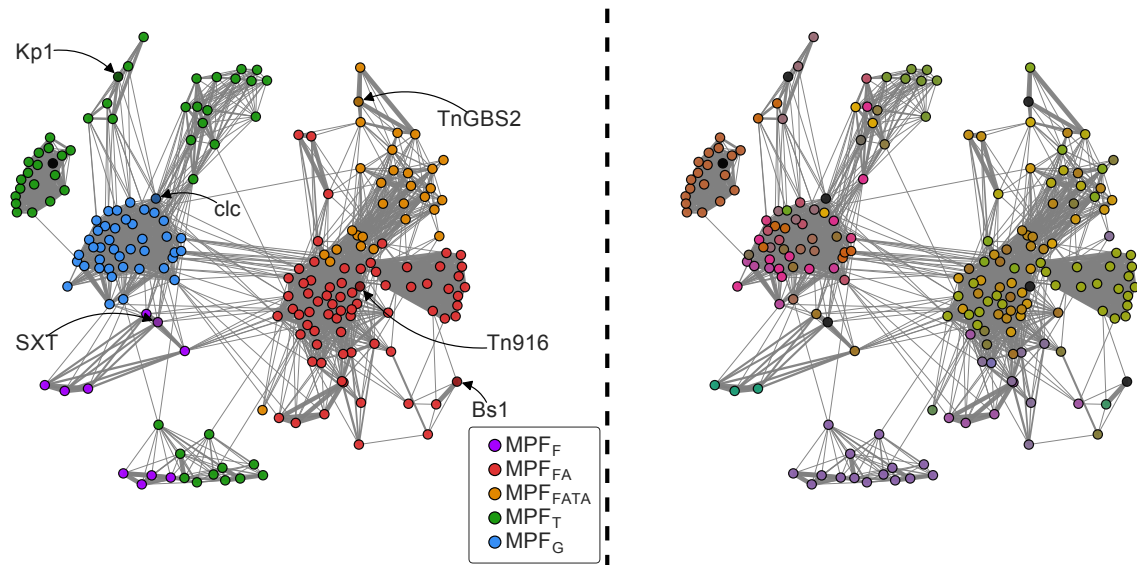 Kp1
TnGBS2
clc
SXT
Tn916
Bs1
MPF_F
MPF_FA
MPF_FATA
MPF_T
MPF_G